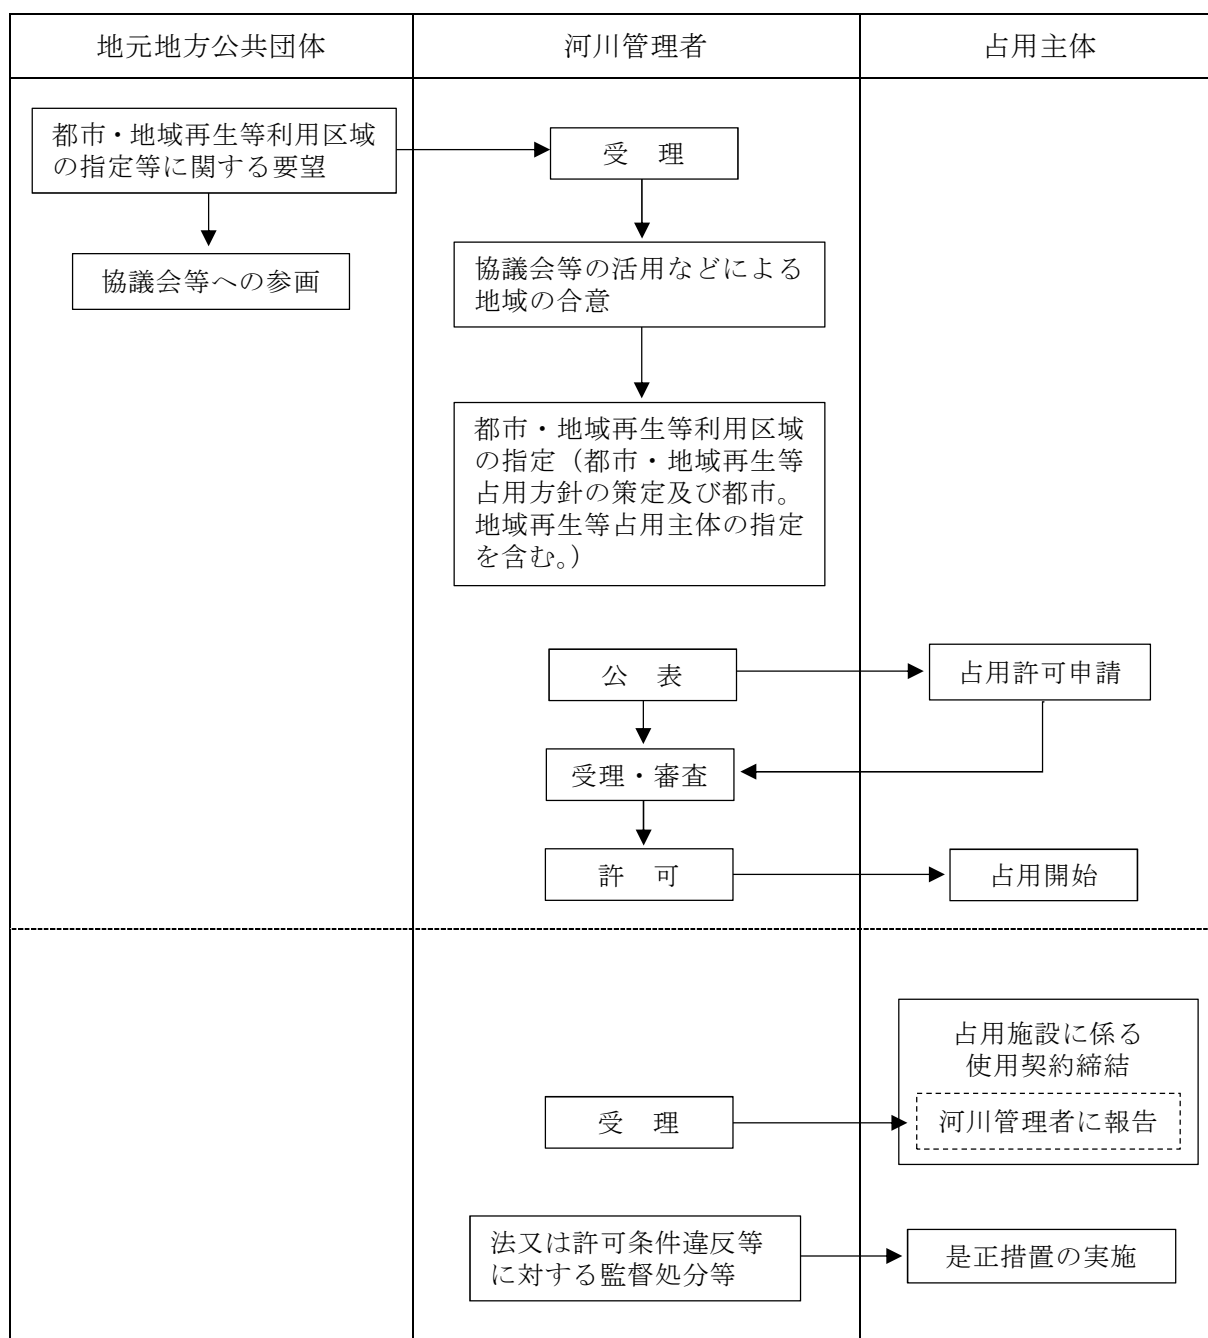 地元地方公共団体
河川管理者
占用主体
都市・地域再生等利用区域
の指定等に関する要望
受　理
協議会等への参画
協議会等の活用などによる
地域の合意
都市・地域再生等利用区域
の指定（都市・地域再生等
占用方針の策定及び都市。
地域再生等占用主体の指定
を含む。）
公　表
占用許可申請
受理・審査
許　可
占用開始
占用施設に係る
使用契約締結
受　理
河川管理者に報告
法又は許可条件違反等
に対する監督処分等
是正措置の実施